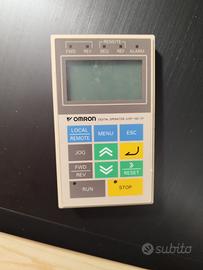 REMOTE
FWD REV SEQ REF ALARM
OMRON
DIGITAL OPERATOR JVOP-160-OY
LOCAL
REMOTE
MENU
ESC
JOG
FWD
REV
RESET
RUN
STOP
subito